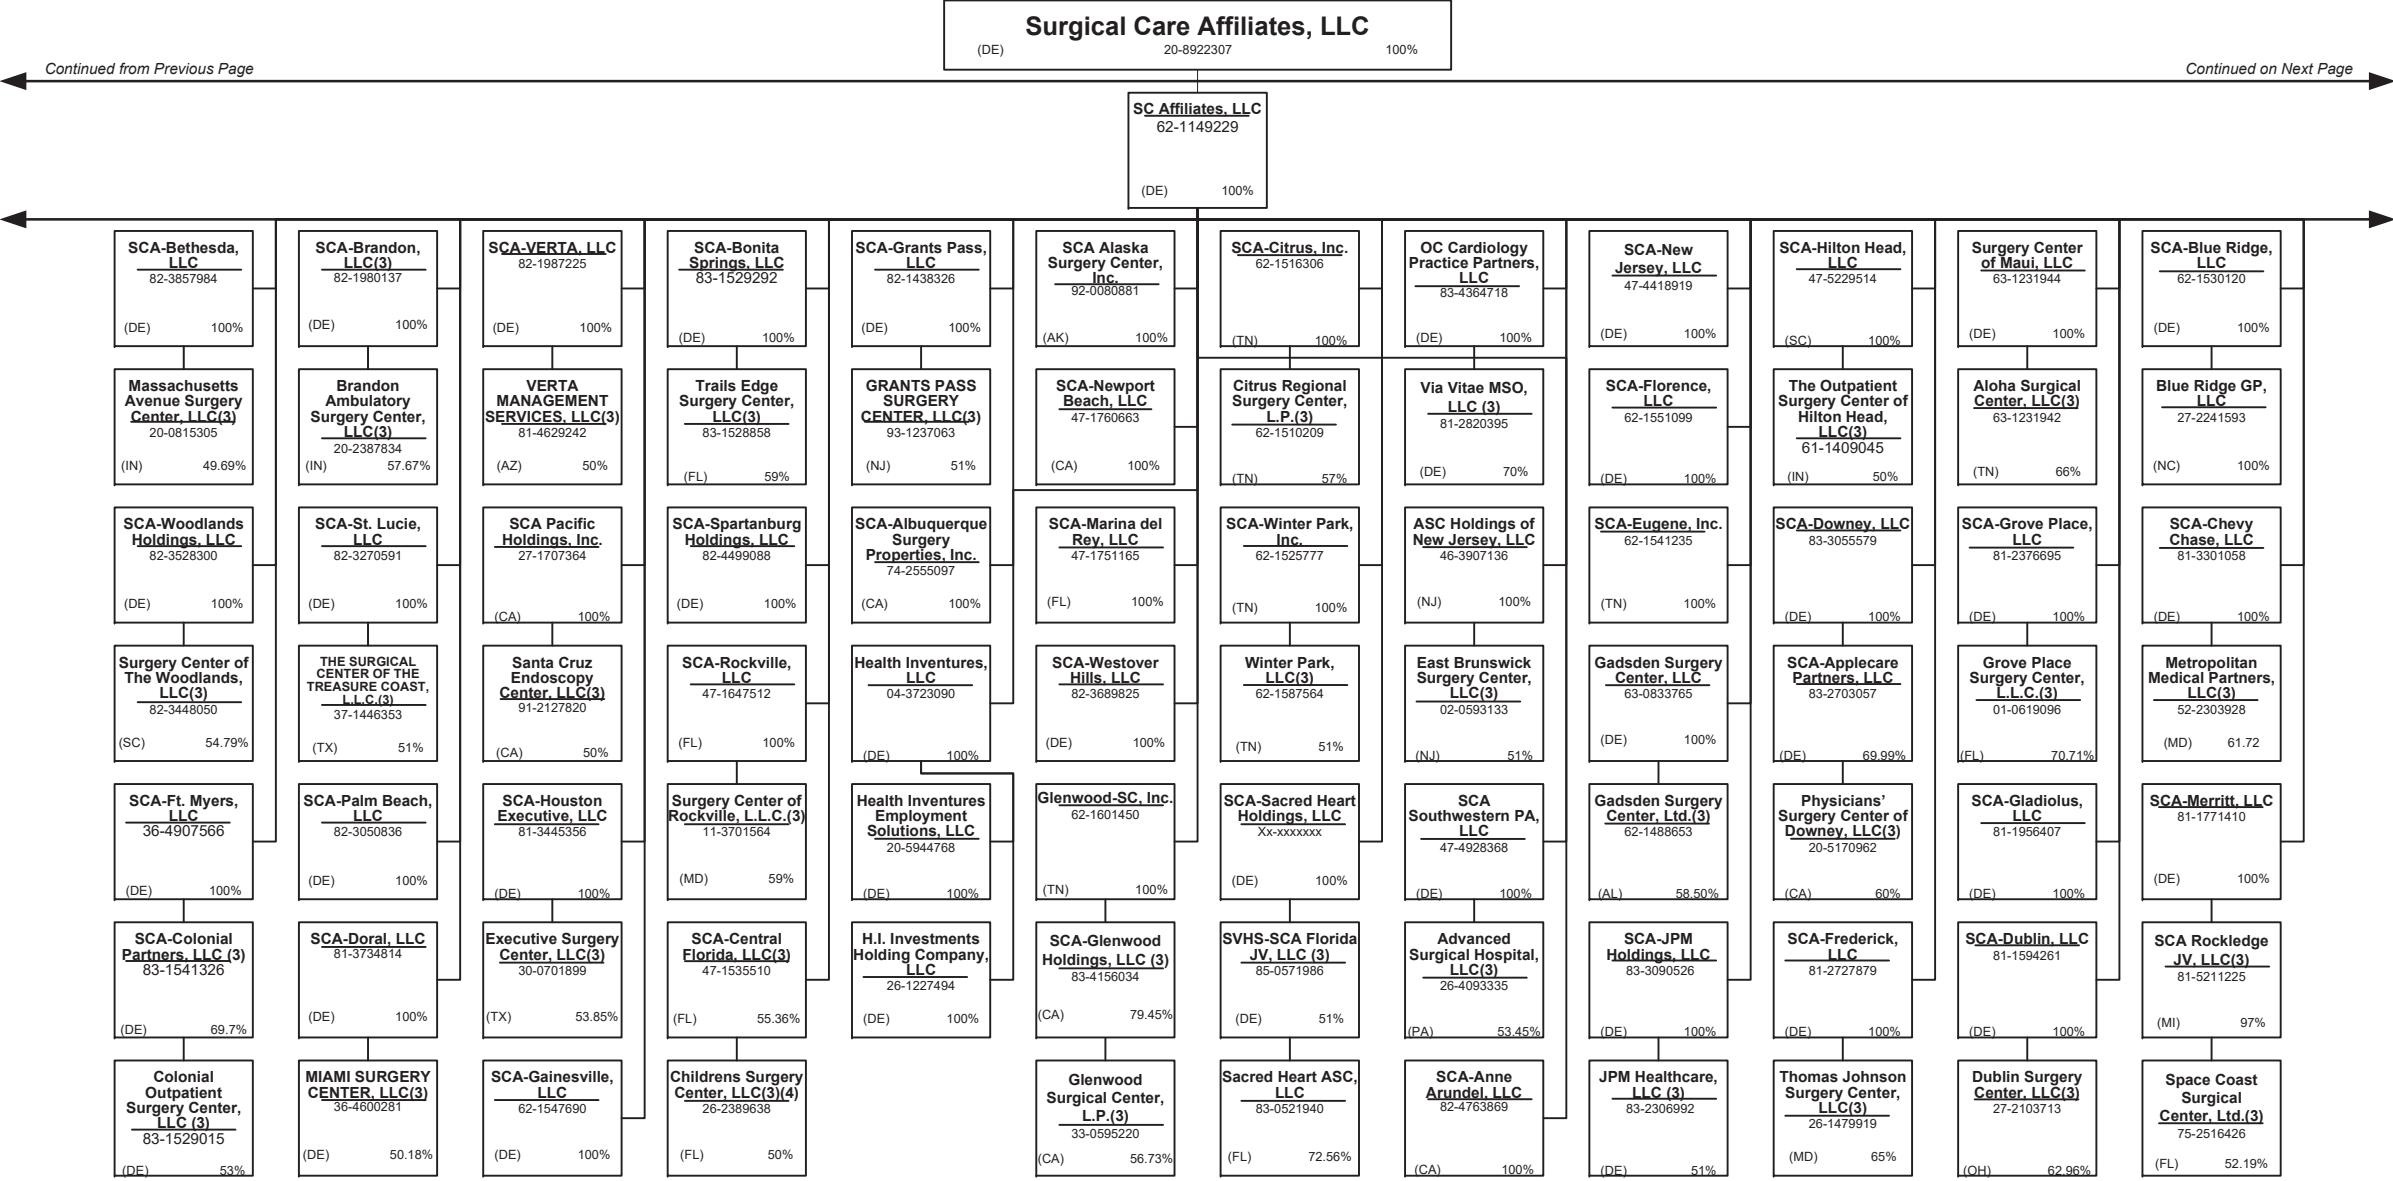 Surgical Care Affiliates, LLC
(DE) 20-8922307 100%
Continued from Previous Page
Continued on Next Page
SC Affiliates, LLC
62-1149229
(DE) 100%
SCA-Bethesda,
LLC
82-3857984
(DE) 100%
SCA-Brandon,
LLC(3)
82-1980137
(DE) 100%
SCA-VERTA, LLC
82-1987225
(DE) 100%
SCA-Bonita
Springs, LLC
83-1529292
(DE) 100%
SCA-Grants Pass,
LLC
82-1438326
(DE) 100%
SCA Alaska
Surgery Center,
Inc.
92-0080881
(AK) 100%
SCA-Citrus, Inc.
62-1516306
(TN) 100%
OC Cardiology
Practice Partners,
LLC
83-4364718
(DE) 100%
SCA-New
Jersey, LLC
47-4418919
(DE) 100%
SCA-Hilton Head,
LLC
47-5229514
(SC) 100%
Surgery Center
of Maui, LLC
63-1231944
(DE) 100%
SCA-Blue Ridge,
LLC
62-1530120
(DE) 100%
Massachusetts
Avenue Surgery
Center, LLC(3)
20-0815305
(IN) 49.69%
Brandon
Ambulatory
Surgery Center,
LLC(3)
20-2387834
(IN) 57.67%
VERTA
MANAGEMENT
SERVICES, LLC(3)
81-4629242
(AZ) 50%
Trails Edge
Surgery Center,
LLC(3)
83-1528858
(FL) 59%
GRANTS PASS
SURGERY
CENTER, LLC(3)
93-1237063
(NJ) 51%
SCA-Newport
Beach, LLC
47-1760663
(CA) 100%
Citrus Regional
Surgery Center,
L.P.(3)
62-1510209
(TN) 57%
Via Vitae MSO,
LLC (3)
81-2820395
(DE) 70%
SCA-Florence,
LLC
62-1551099
(DE) 100%
The Outpatient
Surgery Center of
Hilton Head,
LLC(3)
61-1409045
(IN) 50%
Aloha Surgical
Center, LLC(3)
63-1231942
(TN) 66%
Blue Ridge GP,
LLC
27-2241593
(NC) 100%
SCA-Woodlands
Holdings, LLC
82-3528300
(DE) 100%
SCA-St. Lucie,
LLC
82-3270591
(DE) 100%
SCA Pacific
Holdings, Inc.
27-1707364
(CA) 100%
SCA-Spartanburg
Holdings, LLC
82-4499088
(DE) 100%
SCA-Albuquerque
Surgery
Properties, Inc.
74-2555097
(CA) 100%
SCA-Marina del
Rey, LLC
47-1751165
(FL) 100%
SCA-Winter Park,
Inc.
62-1525777
(TN) 100%
ASC Holdings of
New Jersey, LLC
46-3907136
(NJ) 100%
SCA-Eugene, Inc.
62-1541235
(TN) 100%
SCA-Downey, LLC
83-3055579
(DE) 100%
SCA-Grove Place,
LLC
81-2376695
(DE) 100%
SCA-Chevy
Chase, LLC
81-3301058
(DE) 100%
Surgery Center of
The Woodlands,
LLC(3)
82-3448050
(SC) 54.79%
THE SURGICAL
CENTER OF THE
TREASURE COAST,
L.L.C.(3)
37-1446353
(TX) 51%
Santa Cruz
Endoscopy
Center, LLC(3)
91-2127820
(CA) 50%
SCA-Rockville,
LLC
47-1647512
(FL) 100%
Health Inventures,
LLC
04-3723090
(DE) 100%
SCA-Westover
Hills, LLC
82-3689825
(DE) 100%
Winter Park,
LLC(3)
62-1587564
(TN) 51%
East Brunswick
Surgery Center,
LLC(3)
02-0593133
(NJ) 51%
Gadsden Surgery
Center, LLC
63-0833765
(DE) 100%
SCA-Applecare
Partners, LLC
83-2703057
(DE) 69.99%
Grove Place
Surgery Center,
L.L.C.(3)
01-0619096
(FL) 70.71%
Metropolitan
Medical Partners,
LLC(3)
52-2303928
(MD) 61.72
SCA-Ft. Myers,
LLC
36-4907566
(DE) 100%
SCA-Palm Beach,
LLC
82-3050836
(DE) 100%
SCA-Houston
Executive, LLC
81-3445356
(DE) 100%
Surgery Center of
Rockville, L.L.C.(3)
11-3701564
(MD) 59%
Health Inventures
Employment
Solutions, LLC
20-5944768
(DE) 100%
Glenwood-SC, Inc.
62-1601450
(TN) 100%
SCA-Sacred Heart
Holdings, LLC
Xx-xxxxxxx
(DE) 100%
SCA
Southwestern PA,
LLC
47-4928368
(DE) 100%
Gadsden Surgery
Center, Ltd.(3)
62-1488653
(AL) 58.50%
Physicians’
Surgery Center of
Downey, LLC(3)
20-5170962
(CA) 60%
SCA-Gladiolus,
LLC
81-1956407
(DE) 100%
SCA-Merritt, LLC
81-1771410
(DE) 100%
SCA-Colonial
Partners, LLC (3)
83-1541326
(DE) 69.7%
SCA-Doral, LLC
81-3734814
(DE) 100%
Executive Surgery
Center, LLC(3)
30-0701899
(TX) 53.85%
SCA-Central
Florida, LLC(3)
47-1535510
(FL) 55.36%
H.I. Investments
Holding Company,
LLC
26-1227494
(DE) 100%
SCA-Glenwood
Holdings, LLC (3)
83-4156034
(CA) 79.45%
SVHS-SCA Florida
JV, LLC (3)
85-0571986
(DE) 51%
Advanced
Surgical Hospital,
LLC(3)
26-4093335
(PA) 53.45%
SCA-JPM
Holdings, LLC
83-3090526
(DE) 100%
SCA-Frederick,
LLC
81-2727879
(DE) 100%
SCA-Dublin, LLC
81-1594261
(DE) 100%
SCA Rockledge
JV, LLC(3)
81-5211225
(MI) 97%
Colonial
Outpatient
Surgery Center,
LLC (3)
83-1529015
(DE) 53%
MIAMI SURGERY
CENTER, LLC(3)
36-4600281
(DE) 50.18%
SCA-Gainesville,
LLC
62-1547690
(DE) 100%
Childrens Surgery
Center, LLC(3)(4)
26-2389638
(FL) 50%
Glenwood
Surgical Center,
L.P.(3)
33-0595220
(CA) 56.73%
Sacred Heart ASC,
LLC
83-0521940
(FL) 72.56%
SCA-Anne
Arundel, LLC
82-4763869
(CA) 100%
JPM Healthcare,
LLC (3)
83-2306992
(DE) 51%
Thomas Johnson
Surgery Center,
LLC(3)
26-1479919
(MD) 65%
Dublin Surgery
Center, LLC(3)
27-2103713
(OH) 62.96%
Space Coast
Surgical
Center, Ltd.(3)
75-2516426
(FL) 52.19%